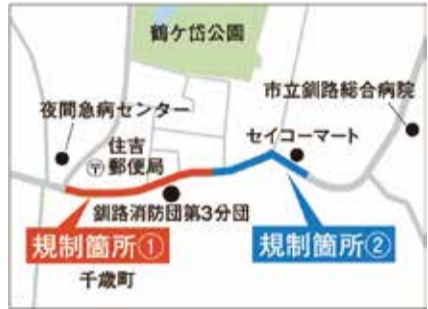 鶴ケ岱公園
市立釧路総合病院
夜間急病センター
セイコーマート
住吉
〒郵便局
釧路消防団第3分団
規制箇所①
規制箇所②
千歳町